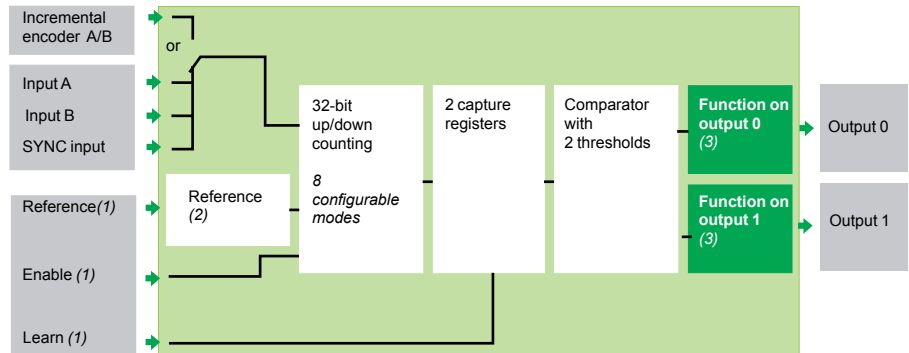 Incremental
encoder A/B
or
Input A
Input B
SYNC input
Reference(1)
Enable (1)
Learn (1)
Reference
(2)
32-bit
up/down
counting
8
configurable
modes
2 capture
registers
Comparator
with
2 thresholds
Function on
output 0
(3)
Function on
output 1
(3)
Output 0
Output 1